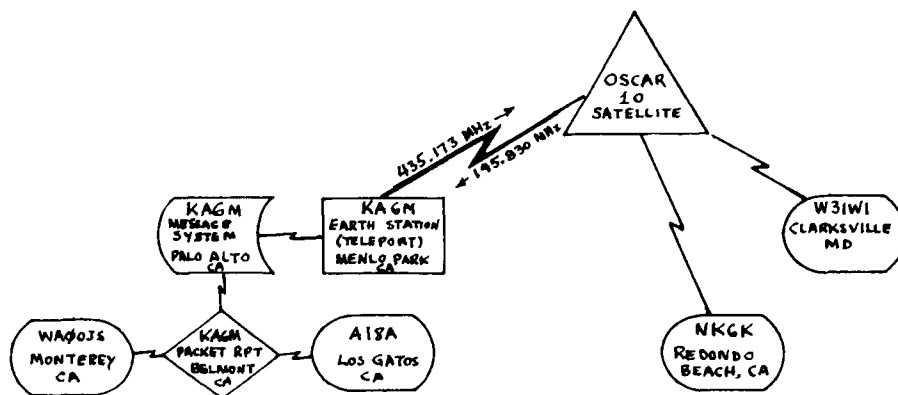 OSCAR
10
SATELLITE
435.173 MHz
145.830 MHz
KA6M
MESSAGE
SYSTEM
PALO ALTO
CA
KA6M
EARTH STATION
(TELEPORT)
MENLO PARK
CA
W3IWI
CLARKSVILLE
MD
WAØOJS
MONTEREY
CA
KA6M
PACKET RPT
BELMONT
CA
AI8A
LOS GATOS
CA
NK6K
REDONDO
BEACH, CA